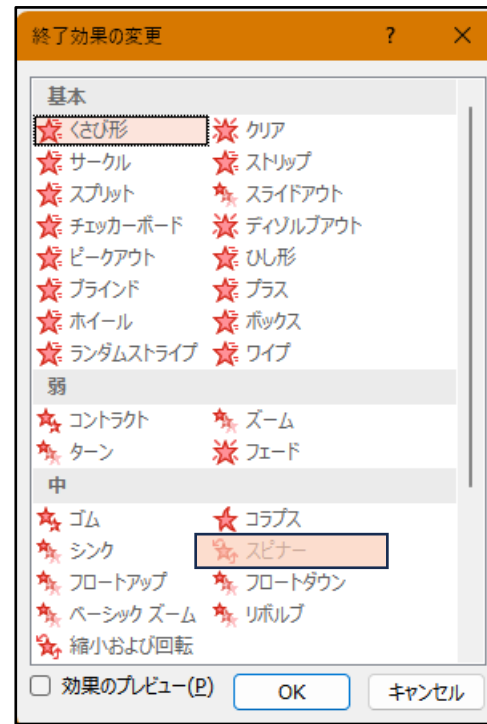 終了効果の変更 ?
基本
くさび形 クリア
サークル ストリップ
スプリット スライドアウト
チェッカーボード ディゾルブアウト
ピークアウト ひし形
ブラインド プラス
ホイール ボックス
ランダムストライプ ワイプ
弱
コントラクト ズーム
ターン フェード
中
ゴム コラプス
シンク スピナー
フロートアップ フロートダウン
ベーシック ズーム リボルブ
縮小および回転
効果のプレビュー(P) OK キャンセル